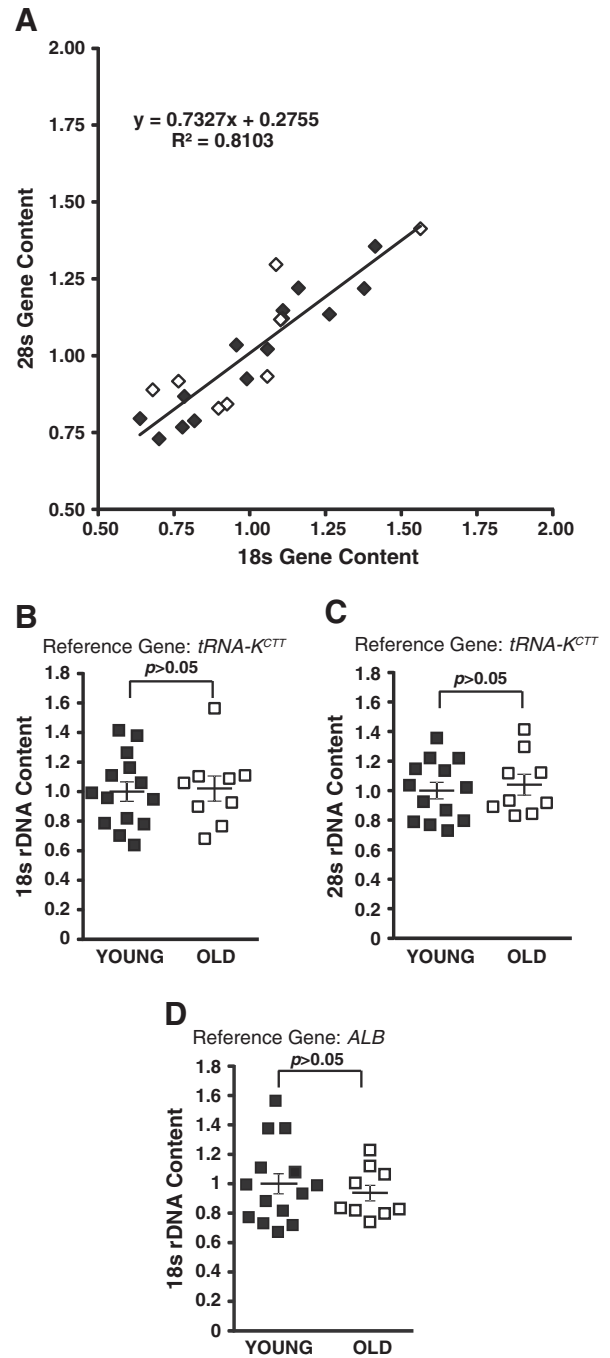 A
2.00
1.75
1.50
1.25
1.00
0.75
0.50
28s Gene Content
y = 0.7327x + 0.2755
R² = 0.8103
0.50 0.75 1.00 1.25 1.50 1.75 2.00
18s Gene Content
B
Reference Gene: tRNA-K^CTT
p>0.05
1.8
1.6
1.4
1.2
1.0
0.8
0.6
0.4
0.2
0
18s rDNA Content
YOUNG OLD
C
Reference Gene: tRNA-K^CTT
p>0.05
1.8
1.6
1.4
1.2
1.0
0.8
0.6
0.4
0.2
0
28s rDNA Content
YOUNG OLD
D
Reference Gene: ALB
p>0.05
1.8
1.6
1.4
1.2
1
0.8
0.6
0.4
0.2
0
18s rDNA Content
YOUNG OLD